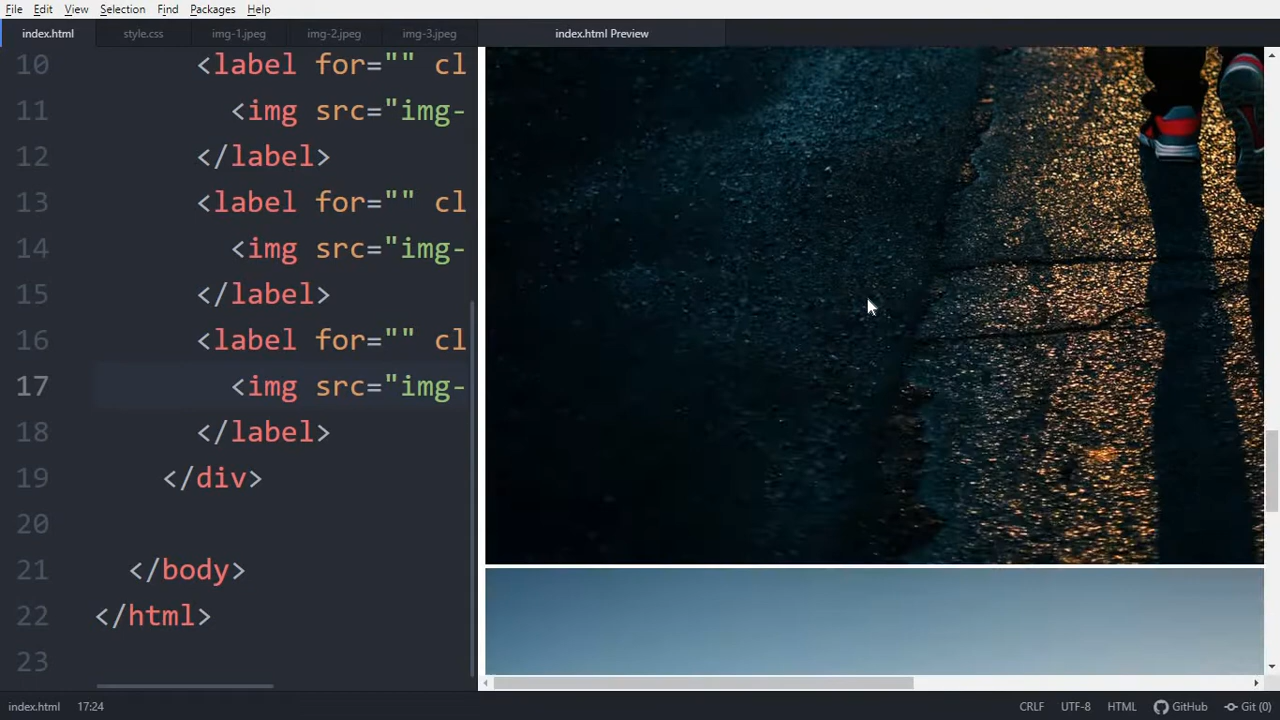 File Edit View Selection Find Packages Help
index.html style.css img-1.jpeg img-2.jpeg img-3.jpeg index.html Preview
10 <label for="" cl
11 <img src="img-
12 </label>
13 <label for="" cl
14 <img src="img-
15 </label>
16 <label for="" cl
17 <img src="img-
18 </label>
19 </div>
20
21 </body>
22 </html>
23
index.html 17:24 CRLF UTF-8 HTML GitHub Git (0)